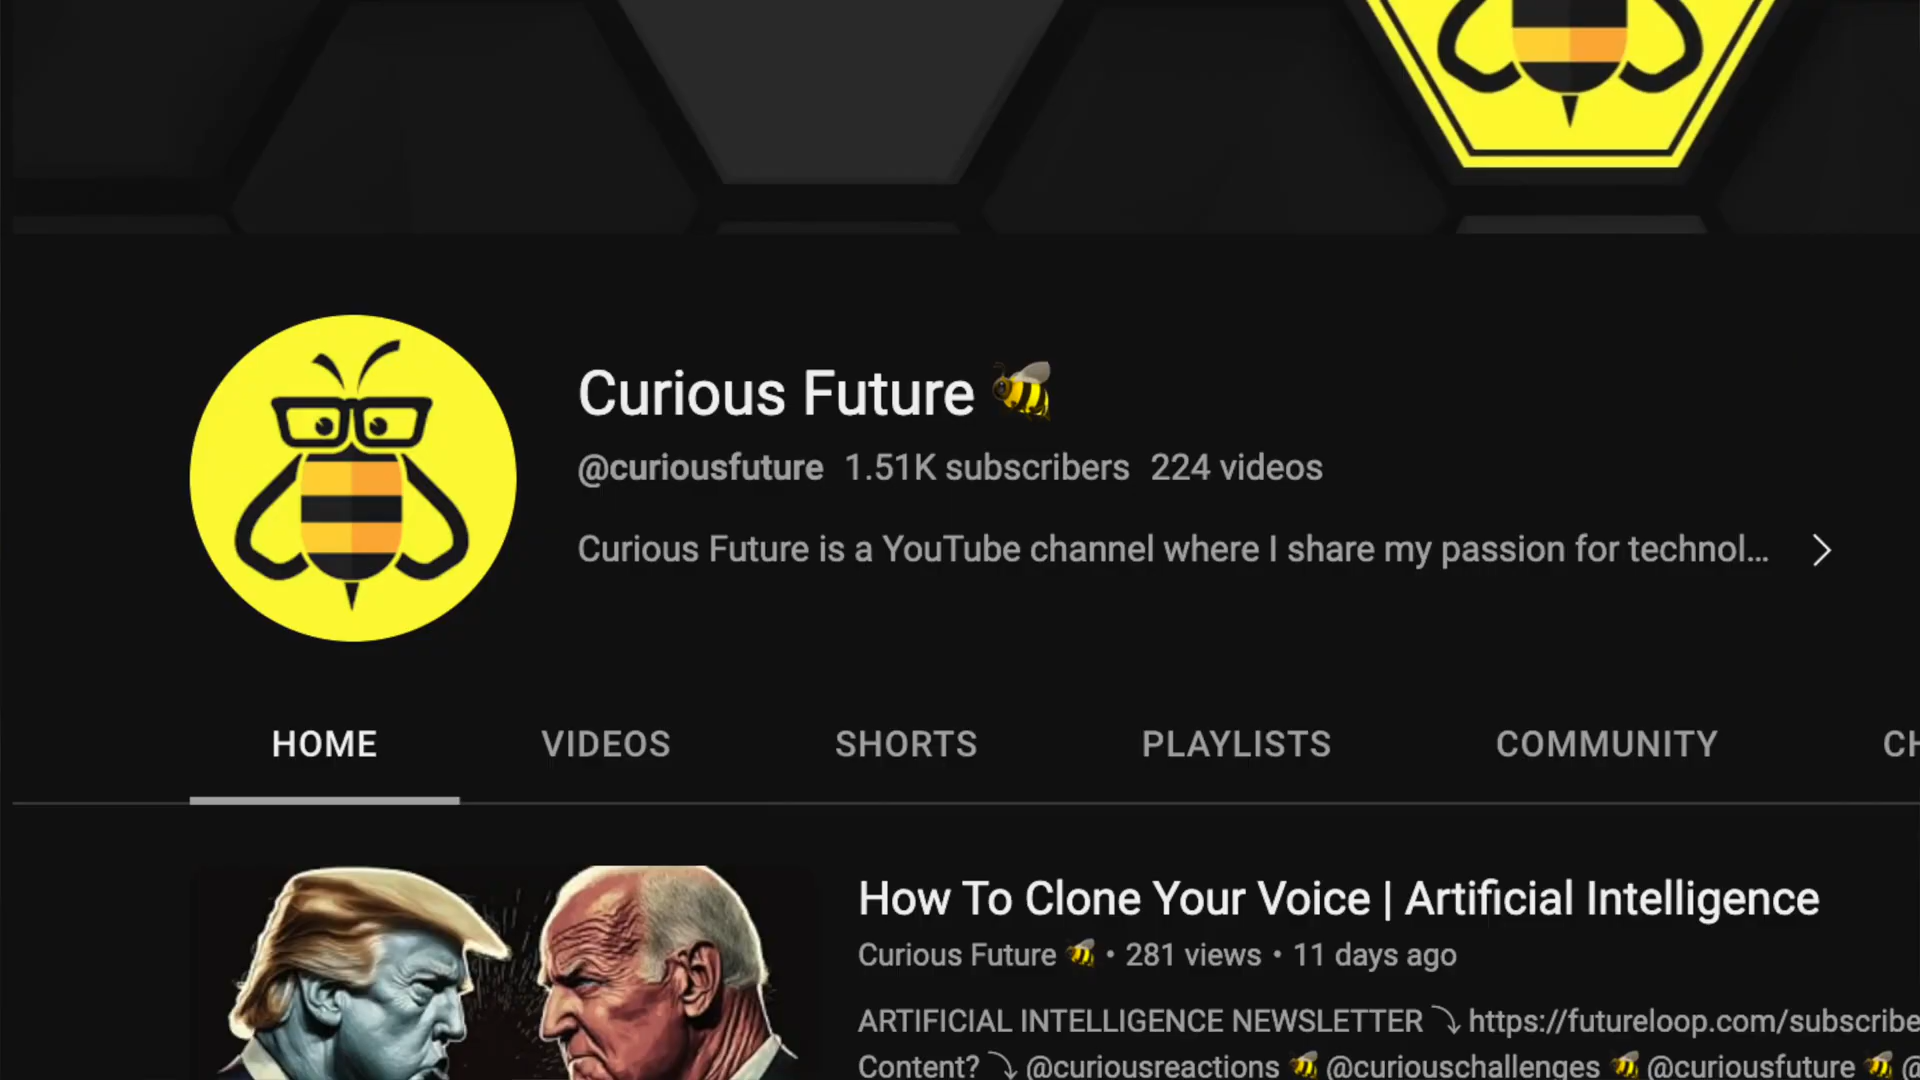 Curious Future 🐝
@curiousfuture 1.51K subscribers 224 videos
Curious Future is a YouTube channel where I share my passion for technol...
HOME VIDEOS SHORTS PLAYLISTS COMMUNITY CH
How To Clone Your Voice | Artificial Intelligence
Curious Future 🐝 • 281 views • 11 days ago
ARTIFICIAL INTELLIGENCE NEWSLETTER ⤵ https://futureloop.com/subscribe
Content? ⤵ @curiousreactions 🐝 @curiouschallenges 🐝 @curiousfuture 🐝 @